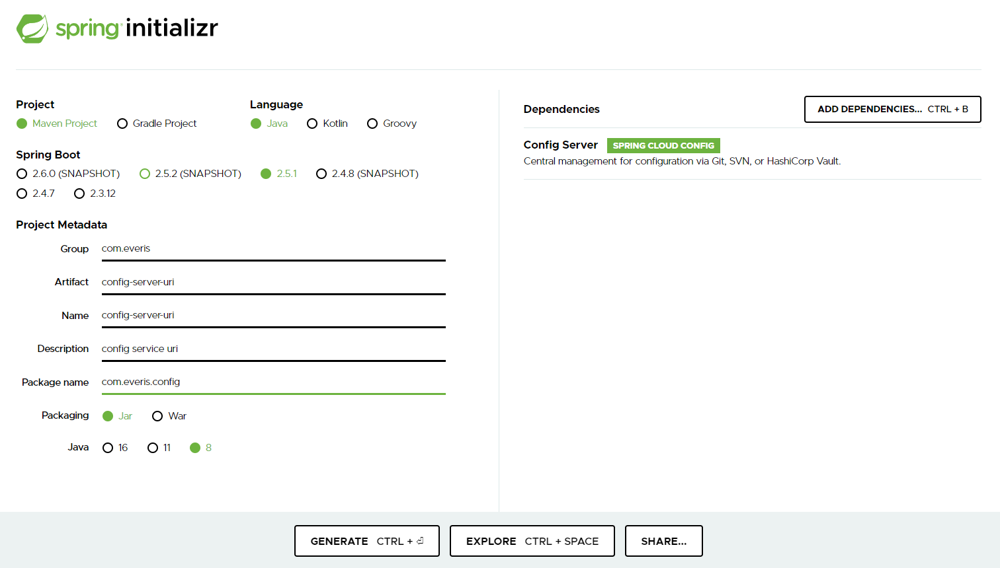 spring initializr
Project
Maven Project Gradle Project
Language
Java Kotlin Groovy
Spring Boot
2.6.0 (SNAPSHOT) 2.5.2 (SNAPSHOT) 2.5.1 2.4.8 (SNAPSHOT)
2.4.7 2.3.12
Project Metadata
Group com.everis
Artifact config-server-uri
Name config-server-uri
Description config service uri
Package name com.everis.config
Packaging Jar War
Java 16 11 8
Dependencies
ADD DEPENDENCIES... CTRL + B
Config Server SPRING CLOUD CONFIG
Central management for configuration via Git, SVN, or HashiCorp Vault.
GENERATE CTRL + ⏎
EXPLORE CTRL + SPACE
SHARE...